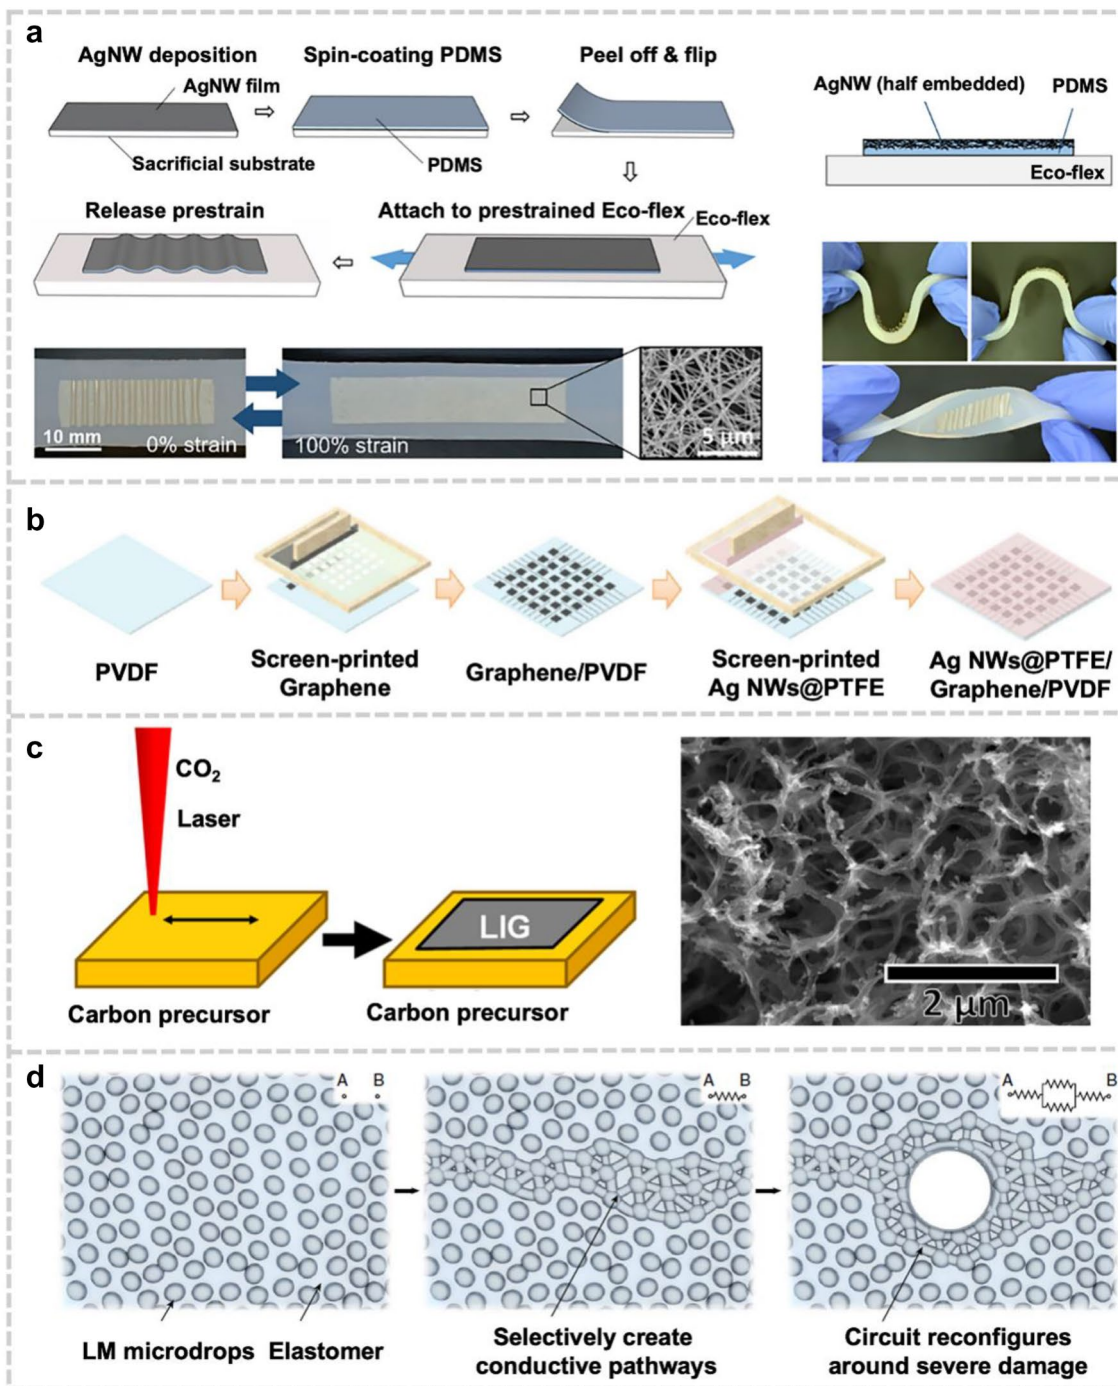 a
AgNW deposition
AgNW film
Sacrificial substrate
Spin-coating PDMS
PDMS
Peel off & flip
AgNW (half embedded)
PDMS
Eco-flex
Release prestrain
Attach to prestrained Eco-flex
Eco-flex
10 mm
0% strain
100% strain
5 μm
b
PVDF
Screen-printed
Graphene
Graphene/PVDF
Screen-printed
Ag NWs@PTFE
Ag NWs@PTFE/
Graphene/PVDF
c
CO₂
Laser
LIG
Carbon precursor
Carbon precursor
2 μm
d
A B
A B
A B
LM microdrops
Elastomer
Selectively create
conductive pathways
Circuit reconfigures
around severe damage